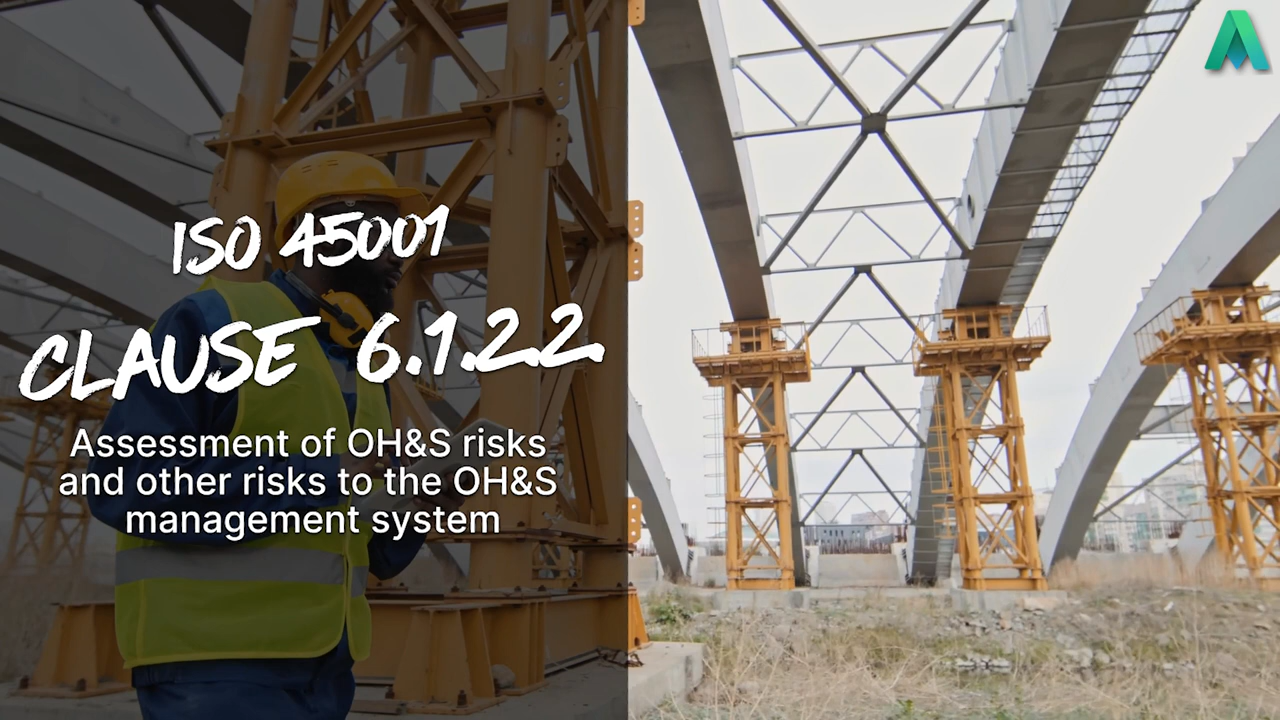 ISO 45001
CLAUSE 6.1.2.2
Assessment of OH&S risks
and other risks to the OH&S
management system